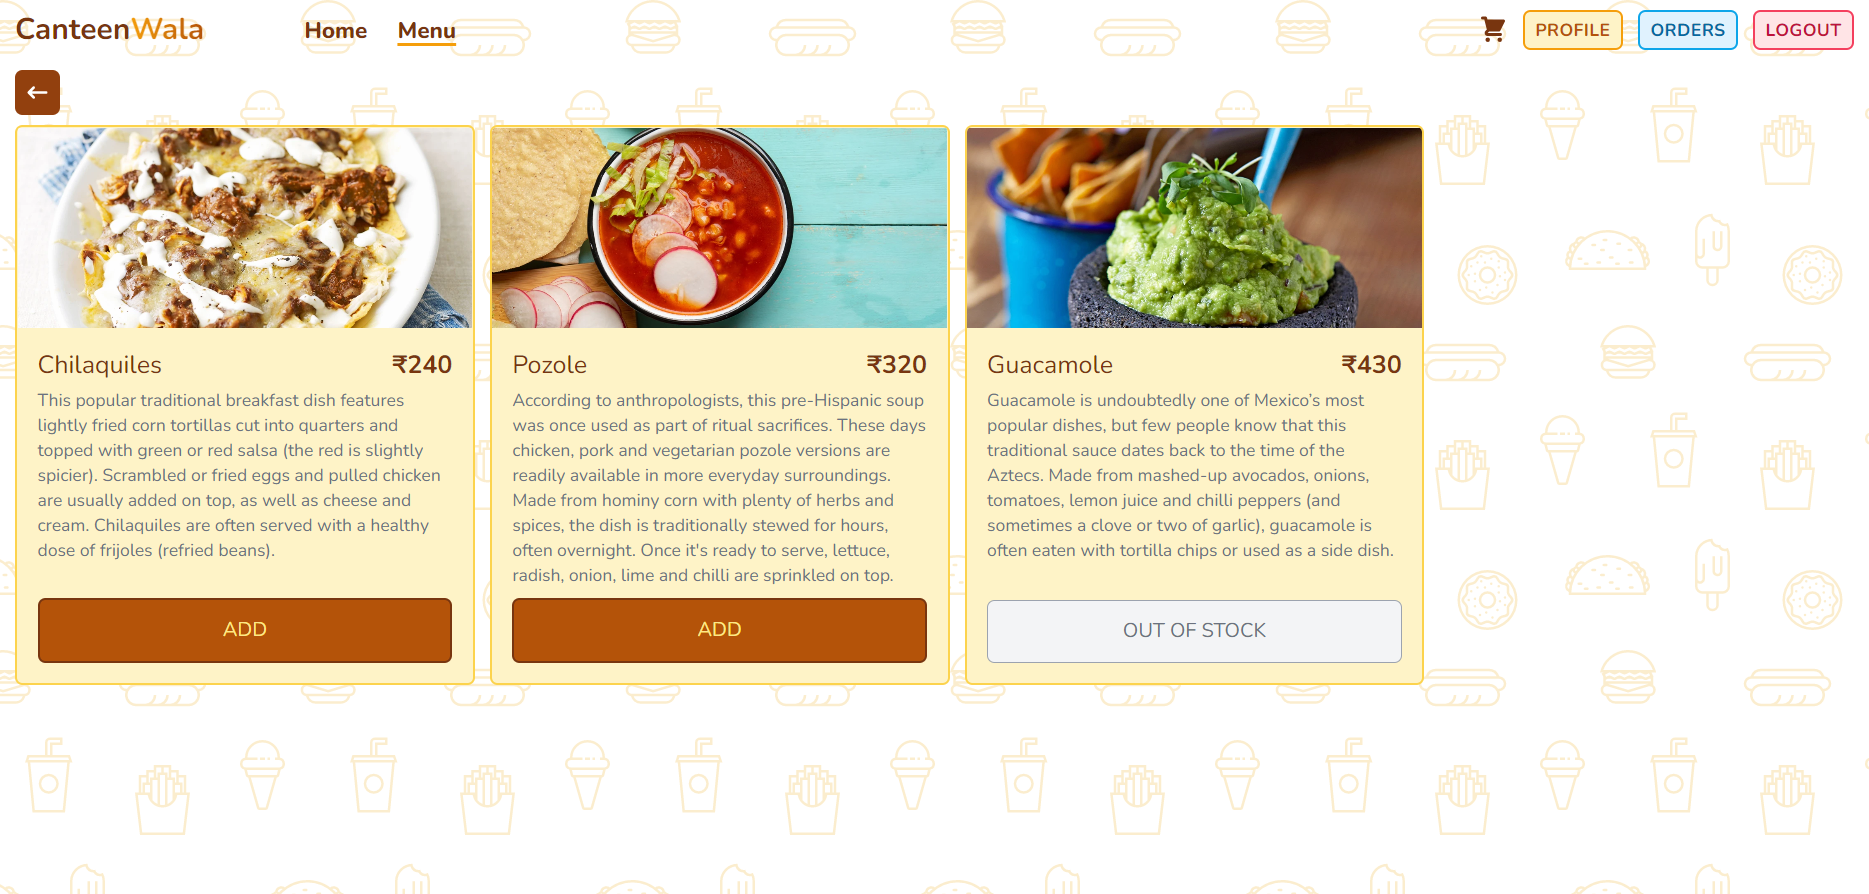 CanteenWala
Home
Menu
PROFILE
ORDERS
LOGOUT
Chilaquiles
₹240
This popular traditional breakfast dish features
lightly fried corn tortillas cut into quarters and
topped with green or red salsa (the red is slightly
spicier). Scrambled or fried eggs and pulled chicken
are usually added on top, as well as cheese and
cream. Chilaquiles are often served with a healthy
dose of frijoles (refried beans).
ADD
Pozole
₹320
According to anthropologists, this pre-Hispanic soup
was once used as part of ritual sacrifices. These days
chicken, pork and vegetarian pozole versions are
readily available in more everyday surroundings.
Made from hominy corn with plenty of herbs and
spices, the dish is traditionally stewed for hours,
often overnight. Once it's ready to serve, lettuce,
radish, onion, lime and chilli are sprinkled on top.
ADD
Guacamole
₹430
Guacamole is undoubtedly one of Mexico’s most
popular dishes, but few people know that this
traditional sauce dates back to the time of the
Aztecs. Made from mashed-up avocados, onions,
tomatoes, lemon juice and chilli peppers (and
sometimes a clove or two of garlic), guacamole is
often eaten with tortilla chips or used as a side dish.
OUT OF STOCK